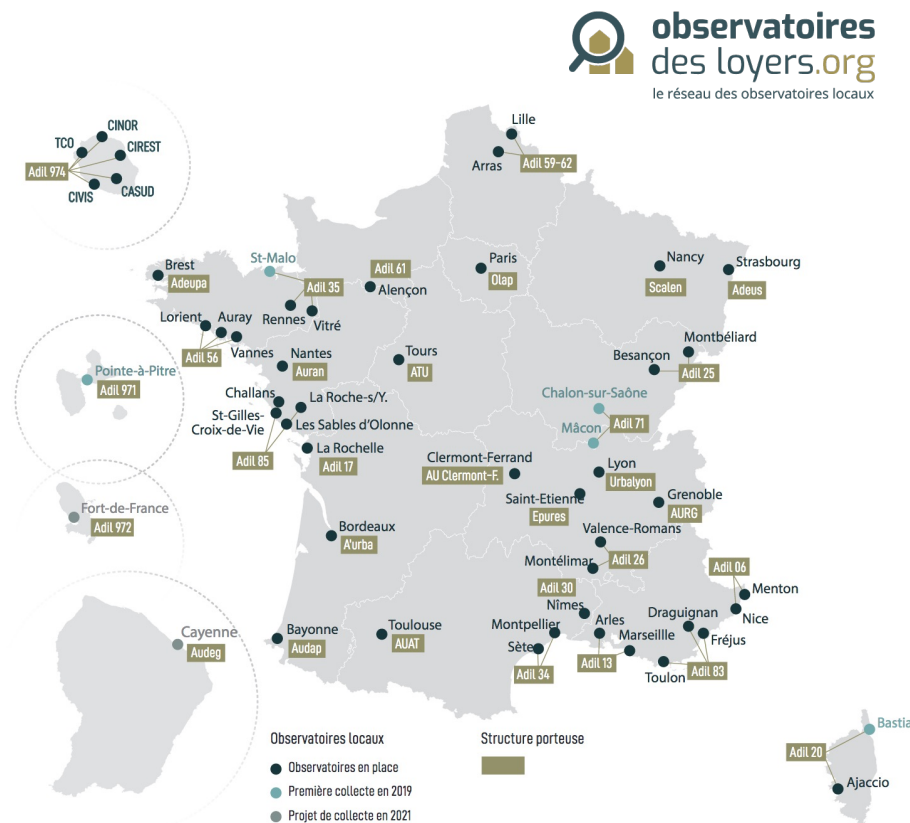 observatoires
des loyers.org
le réseau des observatoires locaux
CINOR
TCO
CIREST
Adil 974
CIVIS
CASUD
Lille
Arras
Adil 59-62
St-Malo
Adil 61
Paris
Olap
Nancy
Scalen
Strasbourg
Adeus
Brest
Adeupa
Adil 35
Alençon
Rennes
Vitré
Lorient
Auray
Vannes
Adil 56
Nantes
Auran
Tours
ATU
Montbéliard
Besançon
Adil 25
Pointe-à-Pitre
Adil 971
Challans
La Roche-s/Y.
St-Gilles-
Croix-de-Vie
Les Sables d'Olonne
Adil 85
La Rochelle
Adil 17
Chalon-sur-Saône
Adil 71
Mâcon
Clermont-Ferrand
AU Clermont-F.
Lyon
Urbalyon
Saint-Etienne
Epures
Grenoble
AURG
Fort-de-France
Adil 972
Bordeaux
A'urba
Valence-Romans
Adil 26
Montélimar
Adil 06
Menton
Nice
Adil 30
Nîmes
Arles
Draguignan
Fréjus
Cayenne
Audeg
Bayonne
Audap
Toulouse
AUAT
Montpellier
Sète
Adil 34
Marseillle
Adil 13
Toulon
Adil 83
Observatoires locaux
Observatoires en place
Première collecte en 2019
Projet de collecte en 2021
Structure porteuse
Bastia
Adil 20
Ajaccio